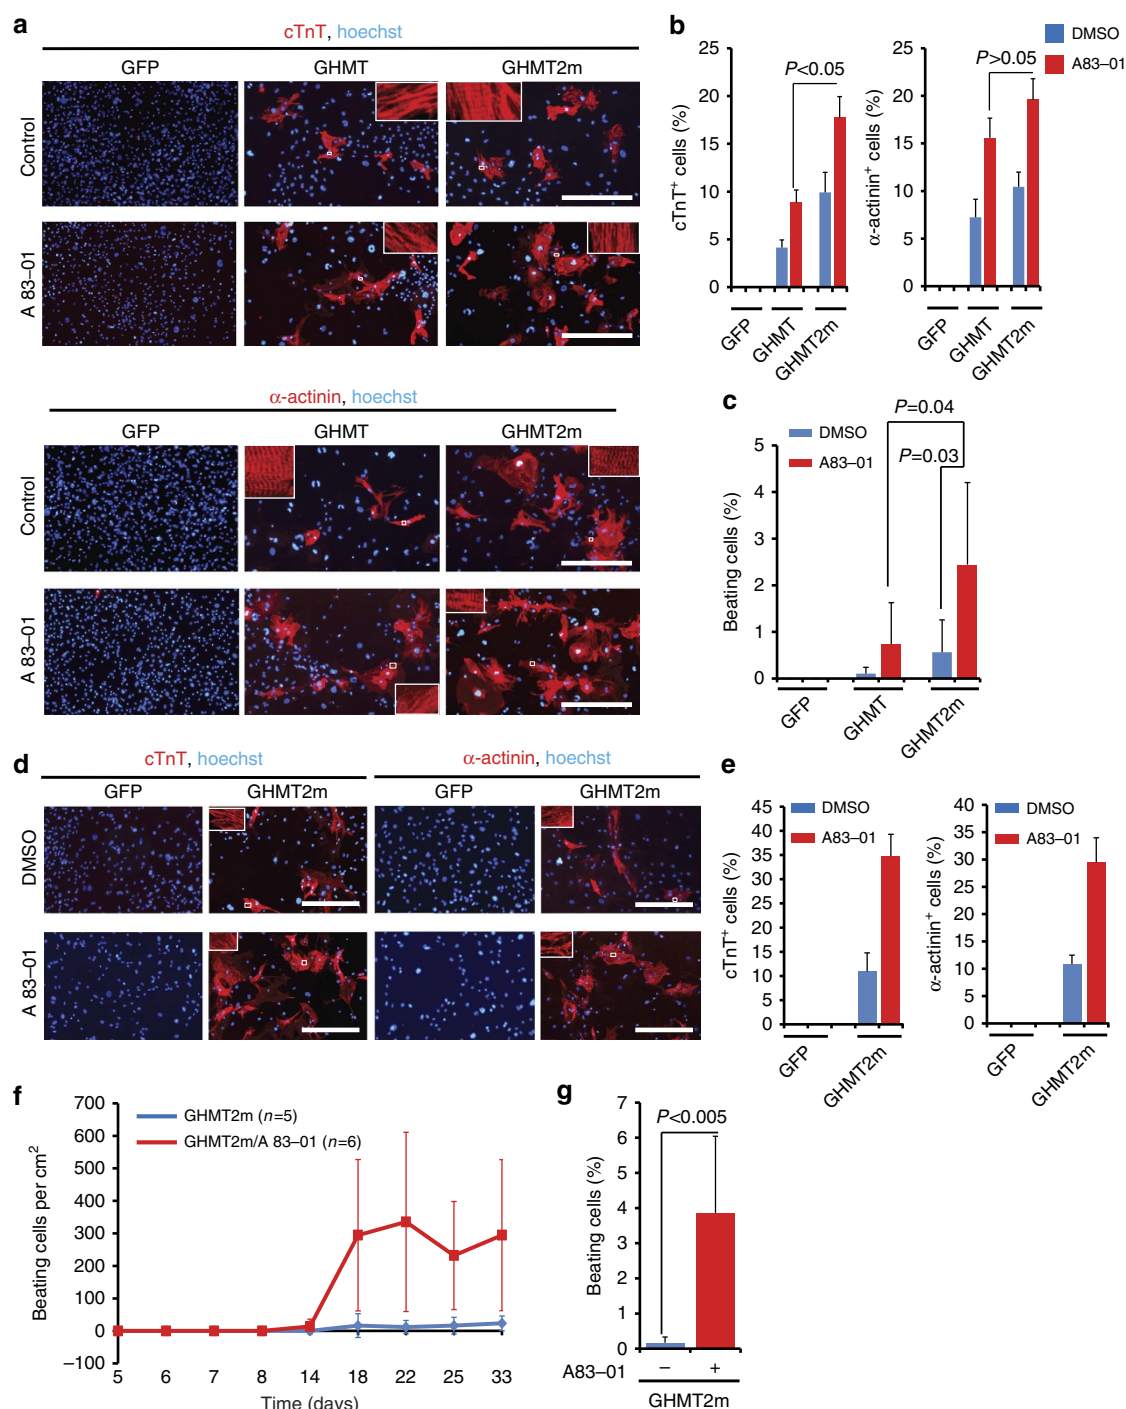 a
cTnT, hoechst
GFP GHMT GHMT2m
Control
A 83–01
α-actinin, hoechst
GFP GHMT GHMT2m
Control
A 83–01
b
DMSO
A83–01
25
20
15
10
5
0
cTnT+ cells (%)
P<0.05
GFP GHMT GHMT2m
25
20
15
10
5
0
α-actinin+ cells (%)
P>0.05
GFP GHMT GHMT2m
c
DMSO
A83–01
P=0.04
P=0.03
5
4
3
2
1
0
Beating cells (%)
GFP GHMT GHMT2m
d
cTnT, hoechst α-actinin, hoechst
GFP GHMT2m GFP GHMT2m
DMSO
A 83–01
e
DMSO
A83–01
45
40
35
30
25
20
15
10
5
0
cTnT+ cells (%)
GFP GHMT2m
DMSO
A83–01
40
35
30
25
20
15
10
5
0
α-actinin+ cells (%)
GFP GHMT2m
f
GHMT2m (n=5)
GHMT2m/A 83–01 (n=6)
700
600
500
400
300
200
100
0
–100
Beating cells per cm2
5 6 7 8 14 18 22 25 33
Time (days)
g
P<0.005
7
6
5
4
3
2
1
0
Beating cells (%)
A83–01 – +
GHMT2m